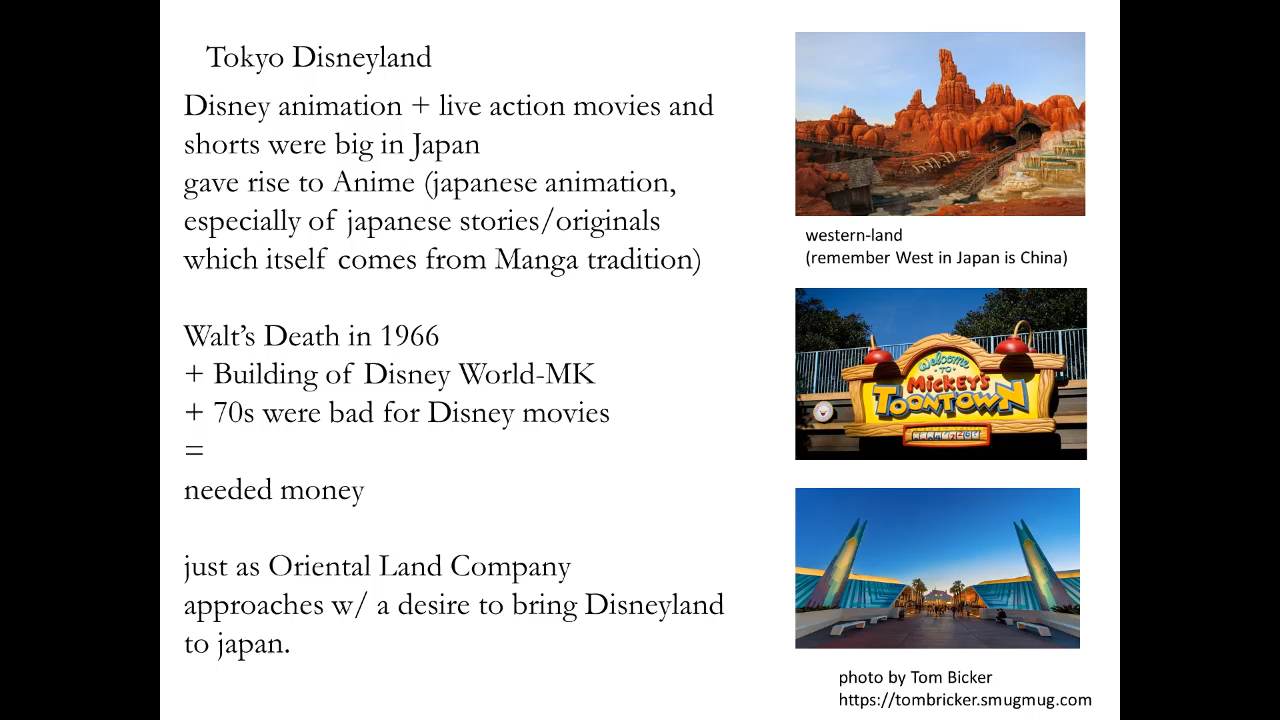 Tokyo Disneyland
Disney animation + live action movies and
shorts were big in Japan
gave rise to Anime (japanese animation,
especially of japanese stories/originals
which itself comes from Manga tradition)
Walt’s Death in 1966
+ Building of Disney World-MK
+ 70s were bad for Disney movies
=
needed money
just as Oriental Land Company
approaches w/ a desire to bring Disneyland
to japan.
western-land
(remember West in Japan is China)
Welcome
TO
MICKEY'S
TOONTOWN
photo by Tom Bicker
https://tombricker.smugmug.com